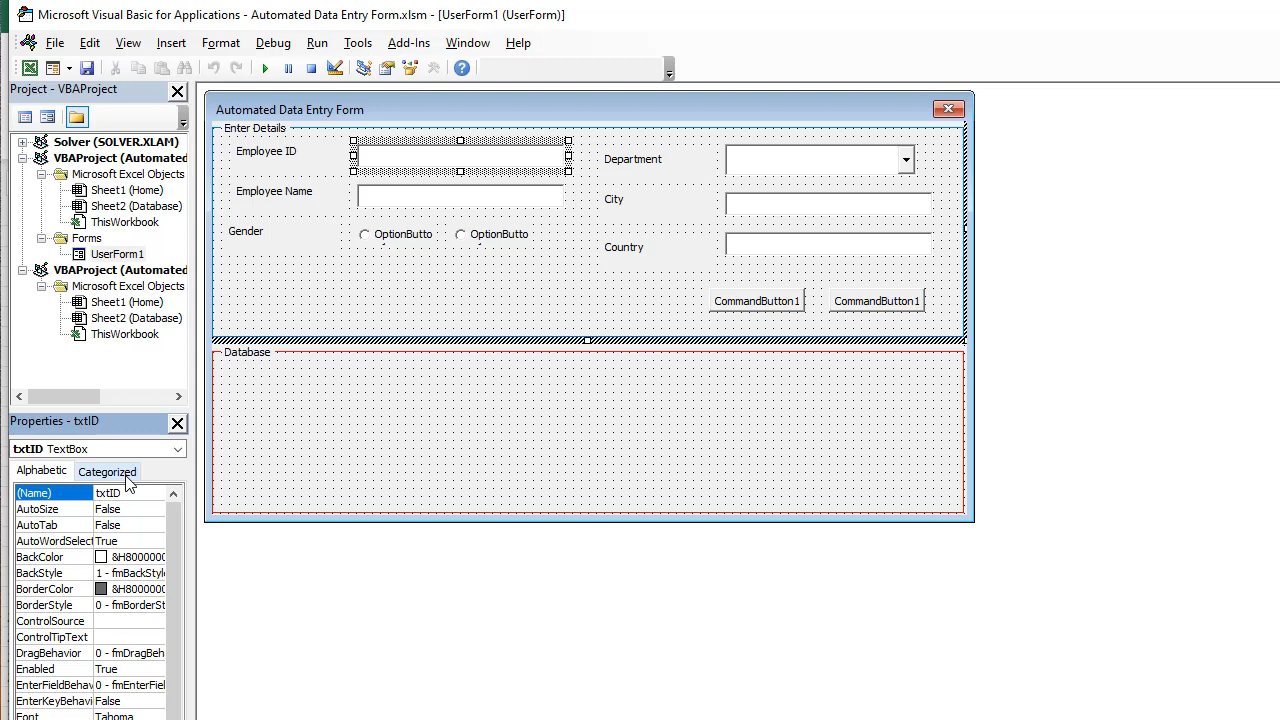 Microsoft Visual Basic for Applications - Automated Data Entry Form.xlsm - [UserForm1 (UserForm)]
File Edit View Insert Format Debug Run Tools Add-Ins Window Help
Project - VBAProject
Solver (SOLVER.XLAM)
VBAProject (Automated
Microsoft Excel Objects
Sheet1 (Home)
Sheet2 (Database)
ThisWorkbook
Forms
UserForm1
VBAProject (Automated
Microsoft Excel Objects
Sheet1 (Home)
Sheet2 (Database)
ThisWorkbook
Properties - txtID
txtID TextBox
Alphabetic Categorized
(Name) txtID
AutoSize False
AutoTab False
AutoWordSelect True
BackColor &H8000000
BackStyle 1 - fmBackStyle
BorderColor &H8000000
BorderStyle 0 - fmBorderSt
ControlSource
ControlTipText
DragBehavior 0 - fmDragBeh
Enabled True
EnterFieldBehav 0 - fmEnterFiel
EnterKeyBehavi False
Font Tahoma
Automated Data Entry Form
Enter Details
Employee ID
Department
Employee Name
City
Gender
OptionButto
OptionButto
Country
CommandButton1
CommandButton1
Database